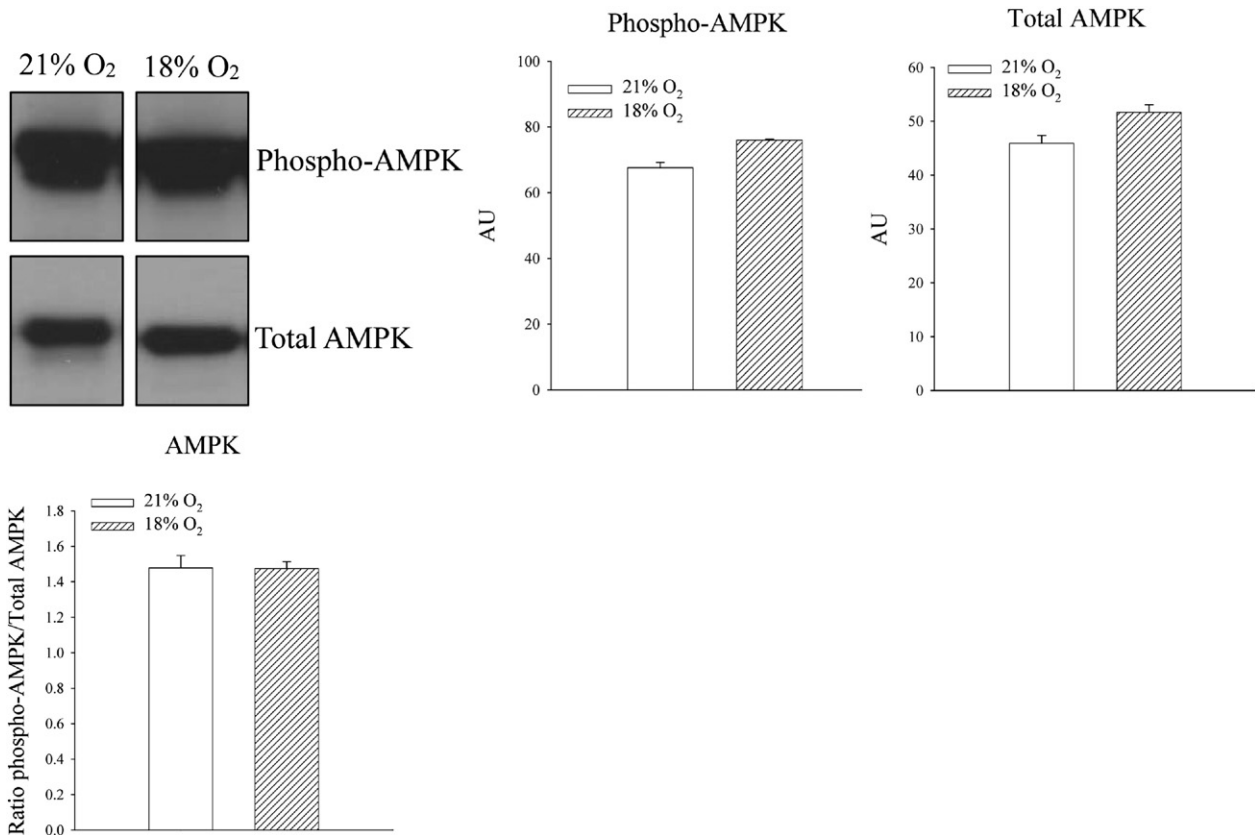 21% O₂ 18% O₂
Phospho-AMPK
Total AMPK
Phospho-AMPK
21% O₂
18% O₂
100
80
60
40
20
0
AU
Total AMPK
21% O₂
18% O₂
60
50
40
30
20
10
0
AU
AMPK
21% O₂
18% O₂
1.8
1.6
1.4
1.2
1.0
0.8
0.6
0.4
0.2
0.0
Ratio phospho-AMPK/Total AMPK